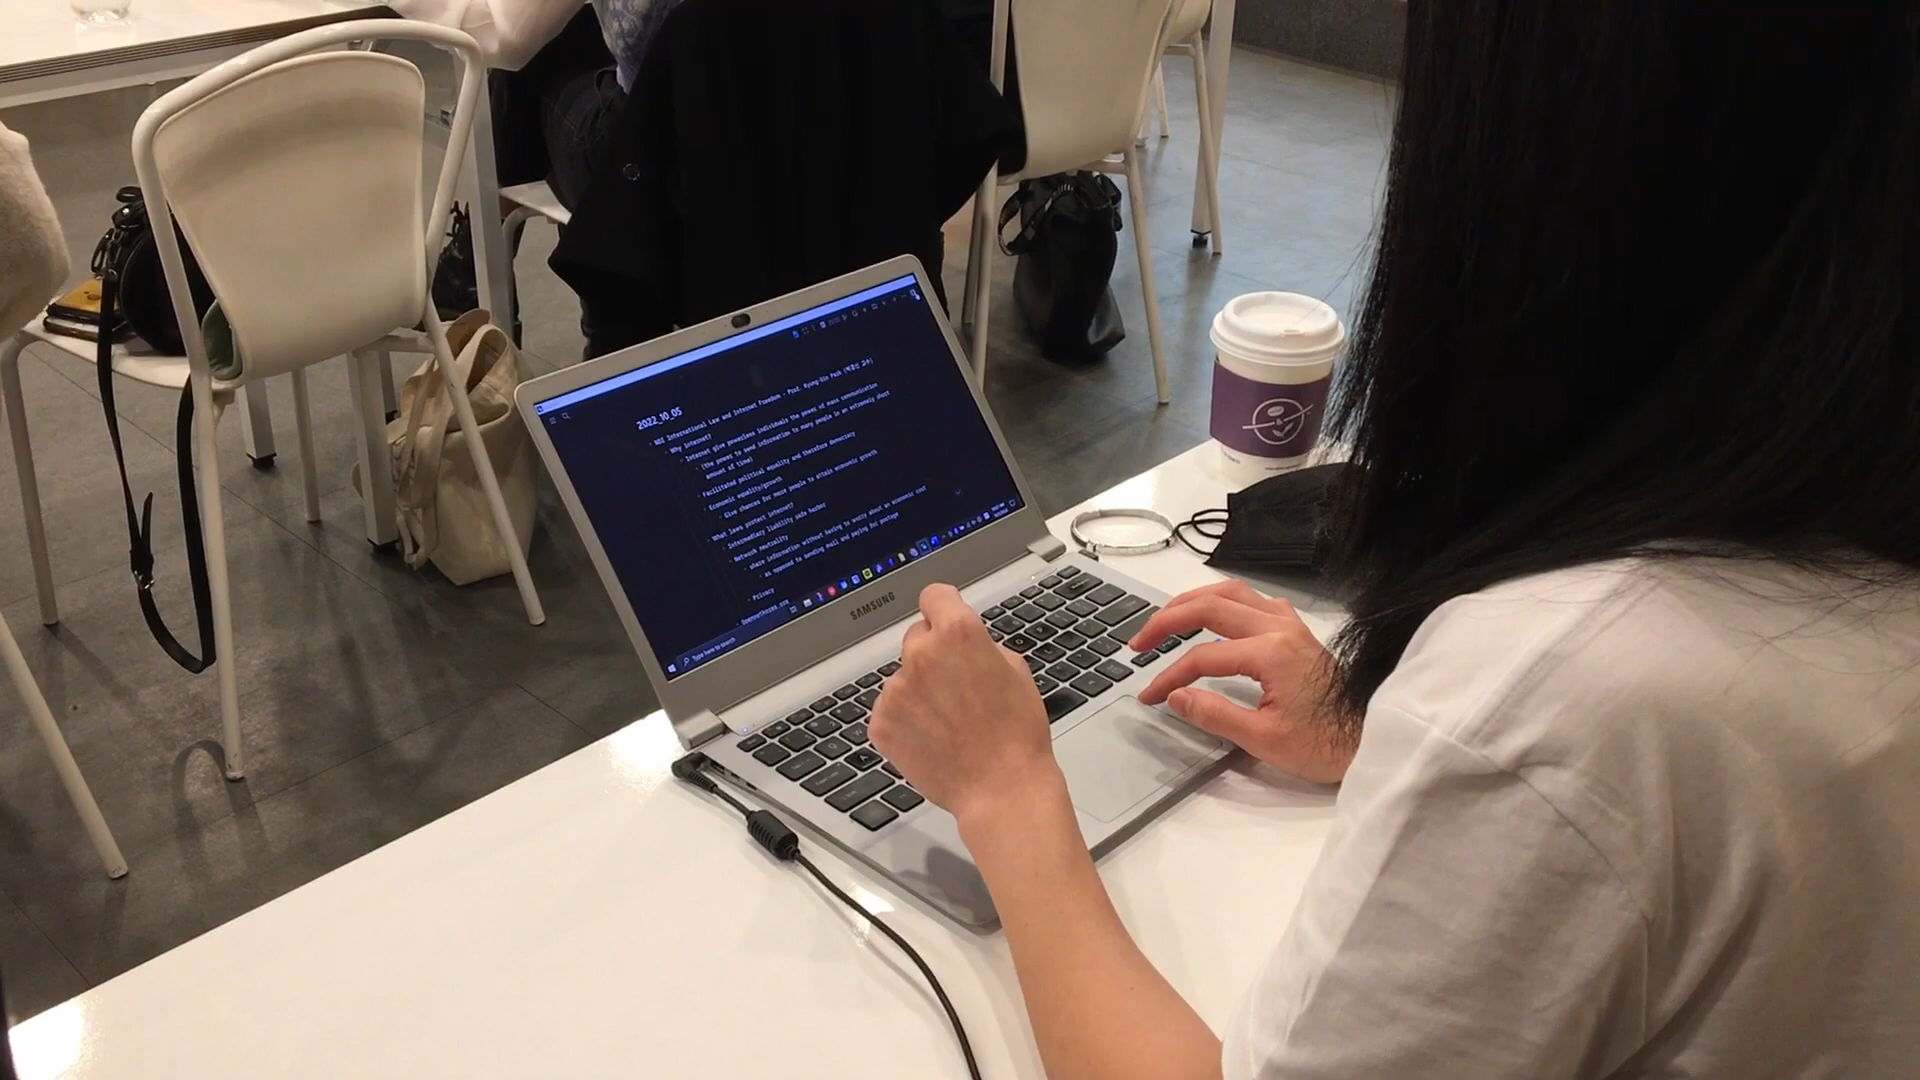 2022_10_05
- NDI International Law and Internet Freedom - Prof. Kyung-Sin Park (박경신 교수)
- Why Internet?
- Internet give powerless individuals the power of mass communication
- (the power to send information to many people in an extremely short
amount of time)
- Facilitated political equality and therefore democracy
- Economic equality/growth
- Give chances for more people to attain economic growth
- What laws protect internet?
- Intermediary liability safe harbor
- Network neutrality
- share information without having to worry about an economic cost
- as opposed to sending mail and paying for postage
- Privacy
- Opennetkorea.org
Type here to search
SAMSUNG